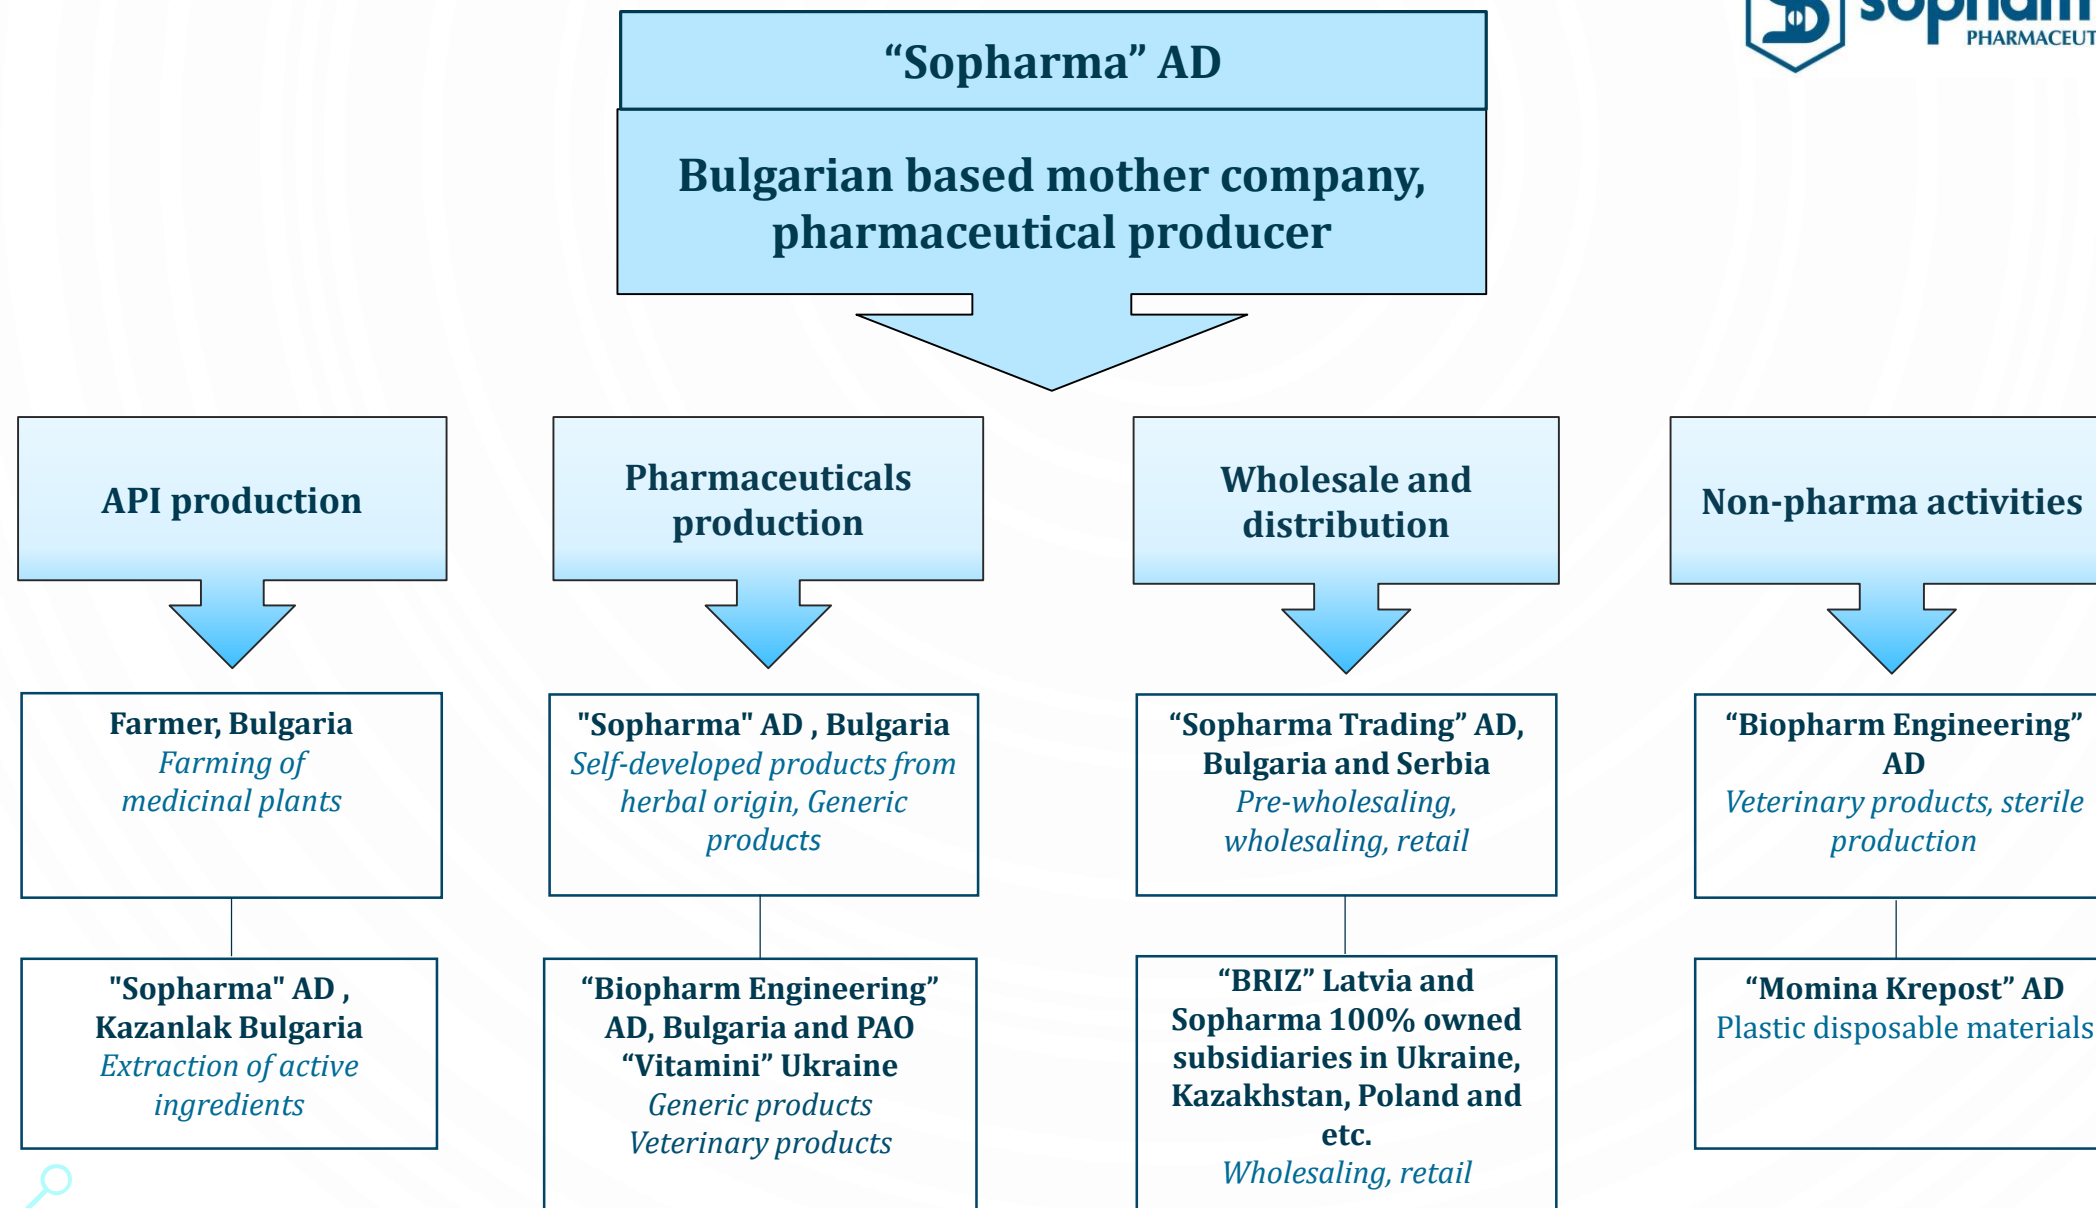 “Sopharma” AD
Bulgarian based mother company,
pharmaceutical producer
API production
Farmer, Bulgaria
Farming of
medicinal plants
"Sopharma" AD ,
Kazanlak Bulgaria
Extraction of active
ingredients
Pharmaceuticals
production
"Sopharma" AD , Bulgaria
Self-developed products from
herbal origin, Generic
products
“Biopharm Engineering”
AD, Bulgaria and PAO
“Vitamini” Ukraine
Generic products
Veterinary products
Wholesale and
distribution
“Sopharma Trading” AD,
Bulgaria and Serbia
Pre-wholesaling,
wholesaling, retail
“BRIZ” Latvia and
Sopharma 100% owned
subsidiaries in Ukraine,
Kazakhstan, Poland and
etc.
Wholesaling, retail
Non-pharma activities
“Biopharm Engineering”
AD
Veterinary products, sterile
production
“Momina Krepost” AD
Plastic disposable materials